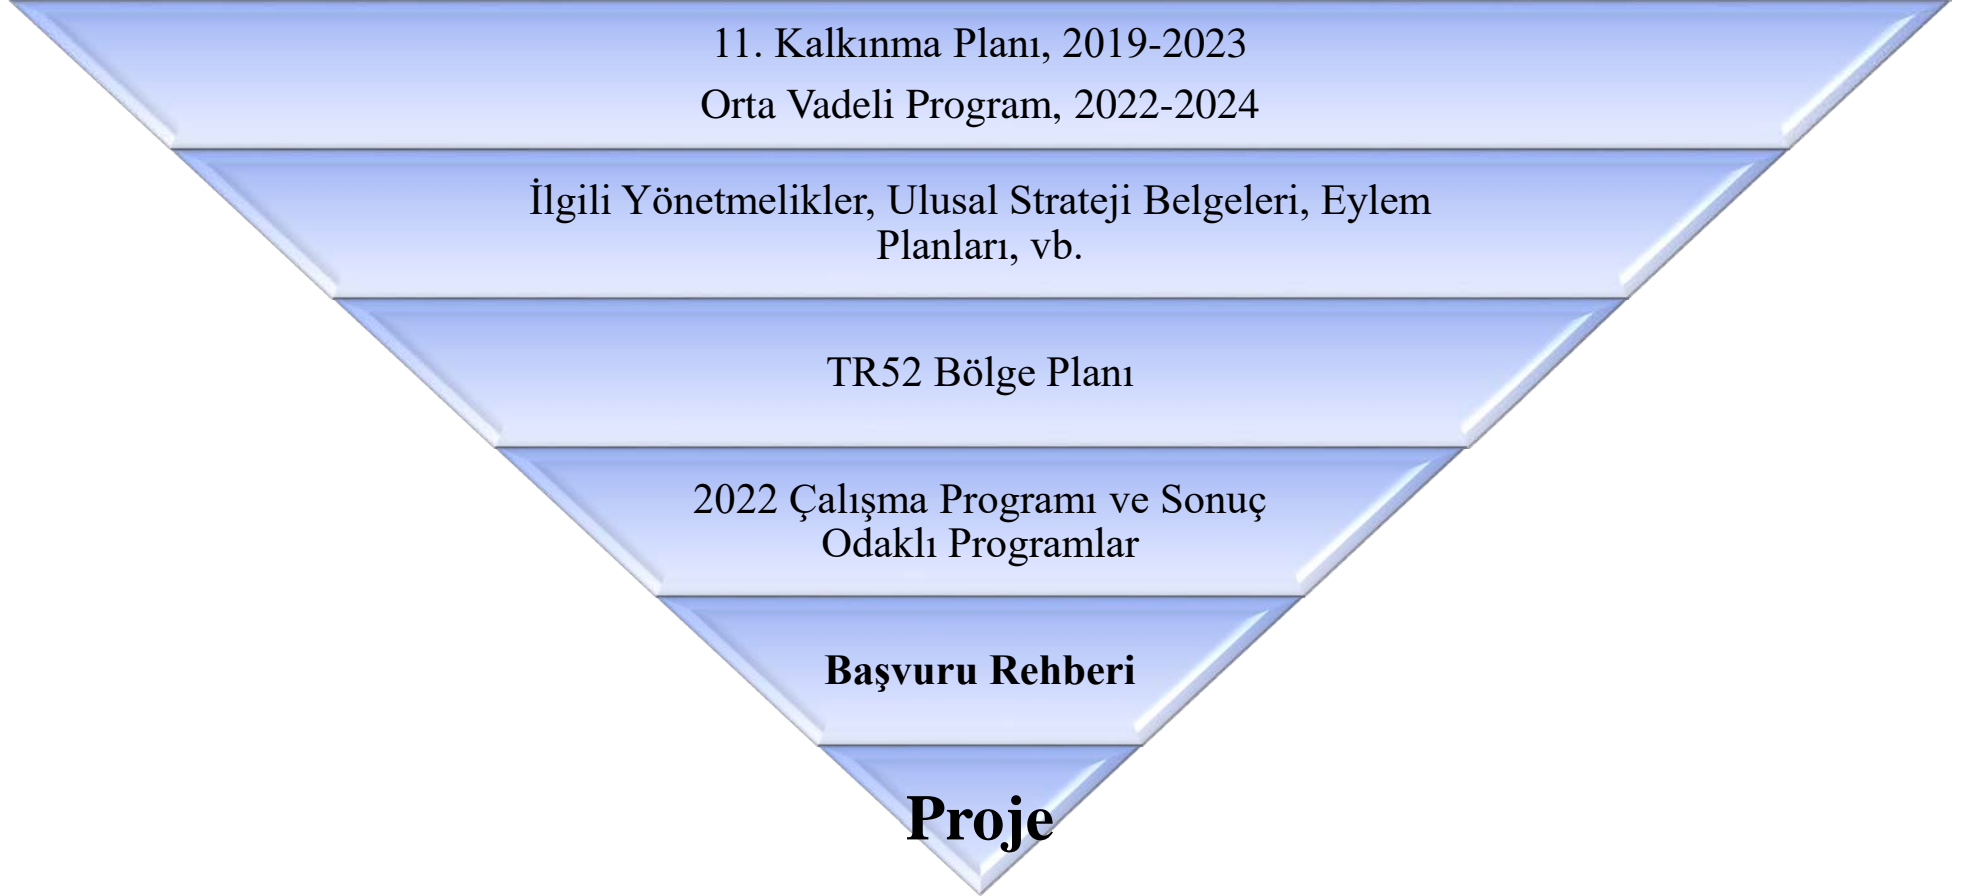 11. Kalkınma Planı, 2019-2023
Orta Vadeli Program, 2022-2024
İlgili Yönetmelikler, Ulusal Strateji Belgeleri, Eylem
Planları, vb.
TR52 Bölge Planı
2022 Çalışma Programı ve Sonuç
Odaklı Programlar
Başvuru Rehberi
Proje